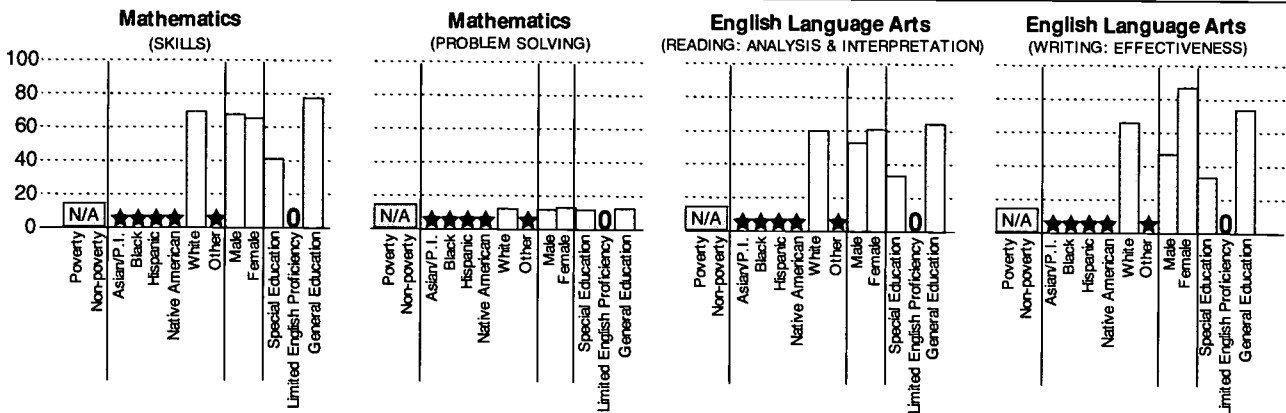 Mathematics
(SKILLS)
100
80
60
40
20
0
N/A
0
Poverty
Non-poverty
Asian/P.I.
Black
Hispanic
Native American
White
Other
Male
Female
Special Education
Limited English Proficiency
General Education
Mathematics
(PROBLEM SOLVING)
N/A
0
Poverty
Non-poverty
Asian/P.I.
Black
Hispanic
Native American
White
Other
Male
Female
Special Education
Limited English Proficiency
General Education
English Language Arts
(READING: ANALYSIS & INTERPRETATION)
N/A
0
Poverty
Non-poverty
Asian/P.I.
Black
Hispanic
Native American
White
Other
Male
Female
Special Education
Limited English Proficiency
General Education
English Language Arts
(WRITING: EFFECTIVENESS)
N/A
0
Poverty
Non-poverty
Asian/P.I.
Black
Hispanic
Native American
White
Other
Male
Female
Special Education
Limited English Proficiency
General Education